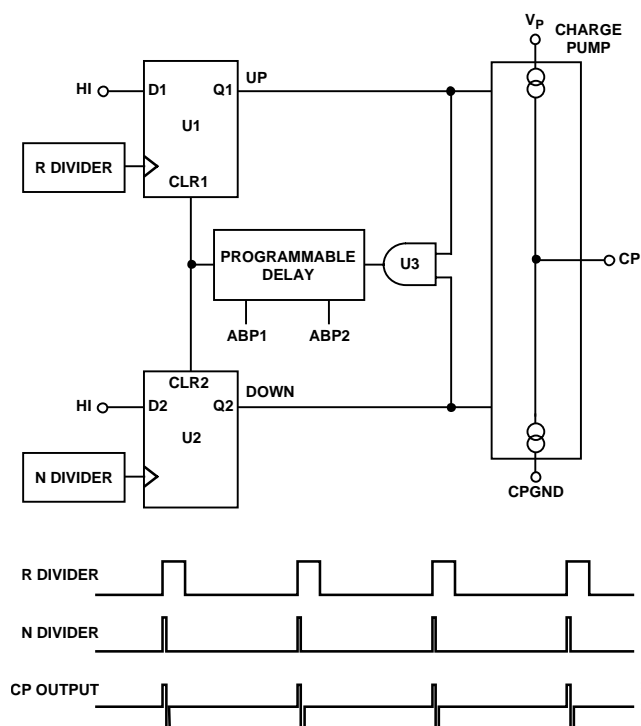 VP
CHARGE
PUMP
UP
HI
D1
Q1
U1
R DIVIDER
CLR1
PROGRAMMABLE
DELAY
U3
CP
ABP1
ABP2
CLR2
DOWN
HI
D2
Q2
U2
N DIVIDER
CPGND
R DIVIDER
N DIVIDER
CP OUTPUT